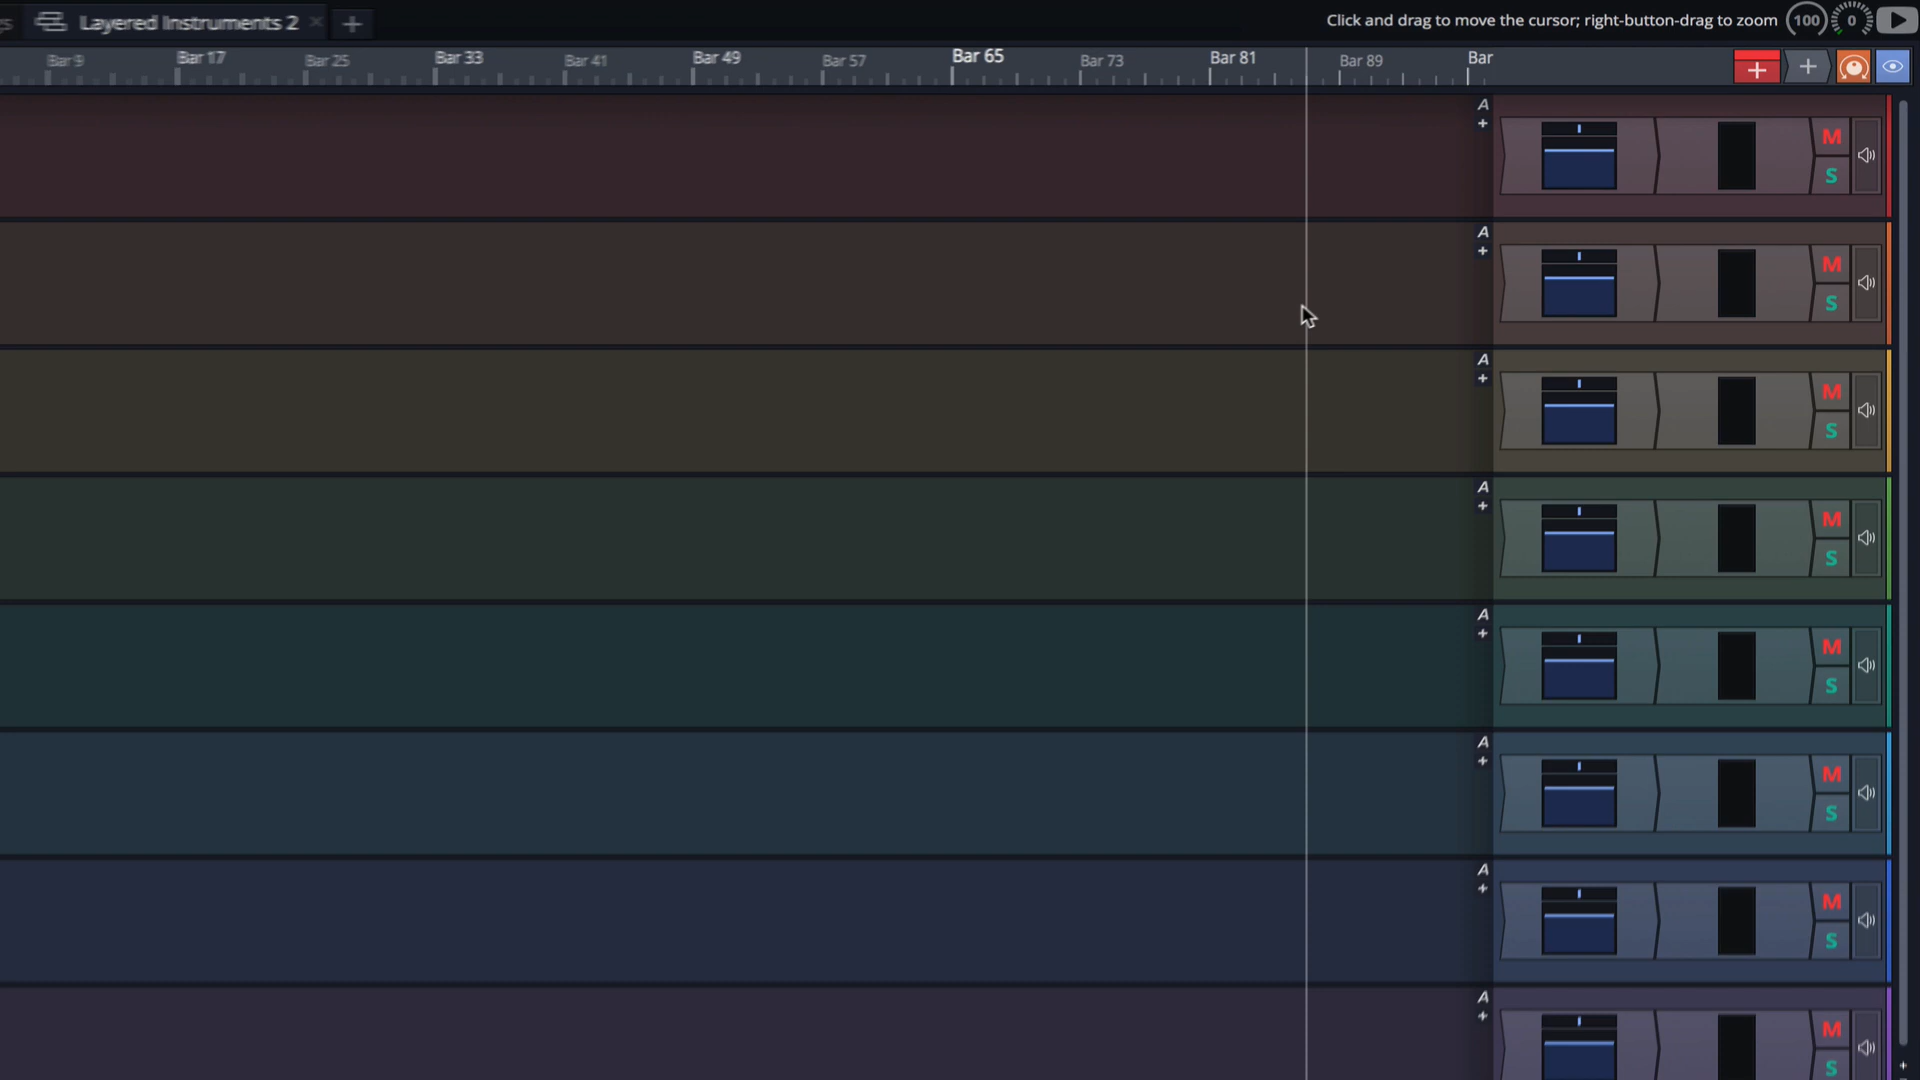 Layered Instruments 2
Click and drag to move the cursor; right-button-drag to zoom
100
0
Bar 9
Bar 17
Bar 25
Bar 33
Bar 41
Bar 49
Bar 57
Bar 65
Bar 73
Bar 81
Bar 89
Bar
A
M
S
A
M
S
A
M
S
A
M
S
A
M
S
A
M
S
A
M
S
A
M
S